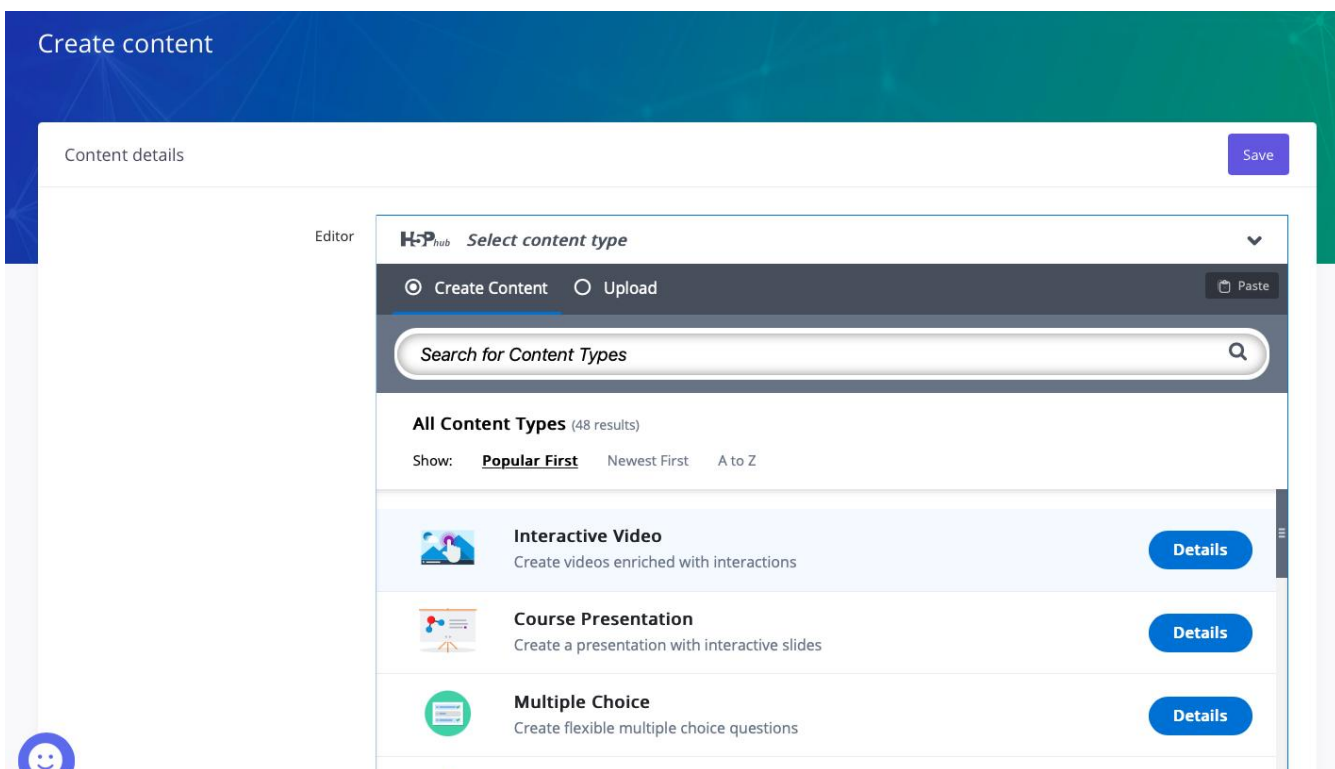 Create content
Content details
Save
Editor
H5Phub Select content type
Create Content Upload
Paste
Search for Content Types
All Content Types (48 results)
Show: Popular First Newest First A to Z
Interactive Video
Create videos enriched with interactions
Details
Course Presentation
Create a presentation with interactive slides
Details
Multiple Choice
Create flexible multiple choice questions
Details